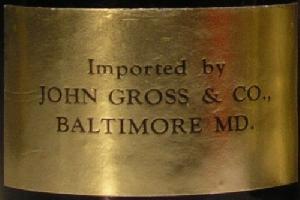 Imported by
JOHN GROSS & CO.,
BALTIMORE MD.